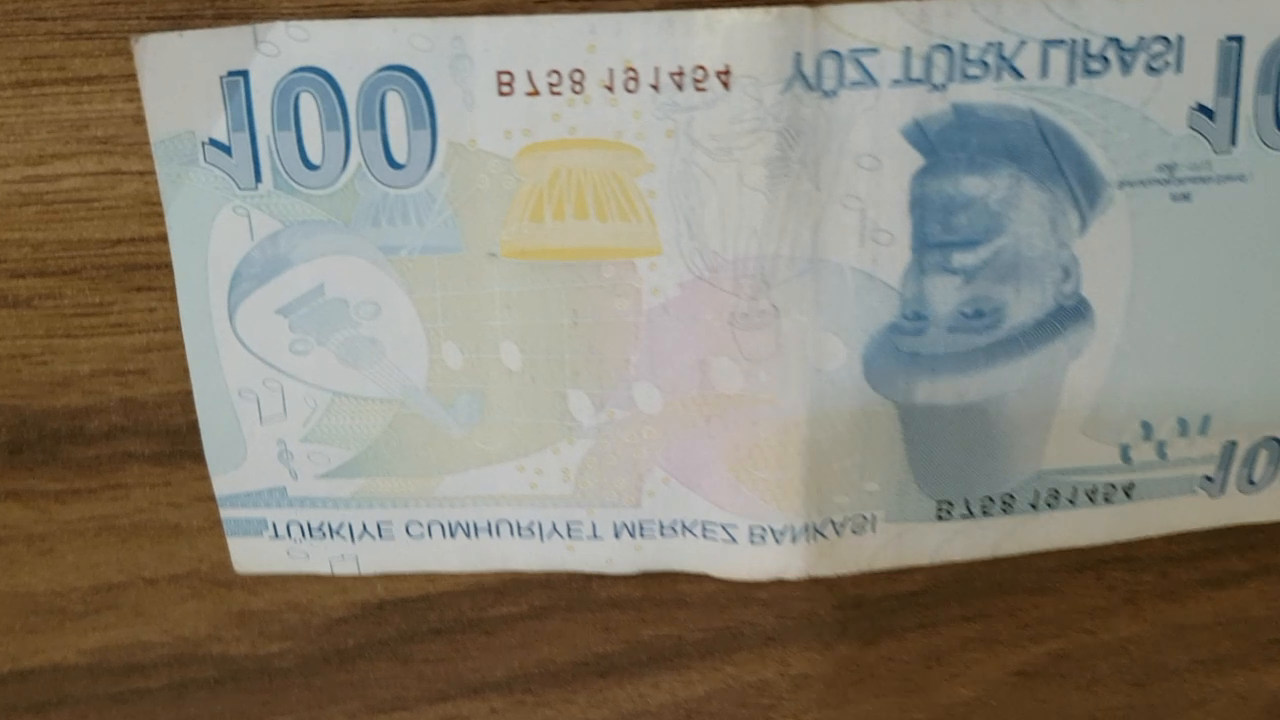 TÜRKİYE CUMHURİYET MERKEZ BANKASI
B758 191454
10
100
B758 191454
YÜZ TÜRK LİRASI
10